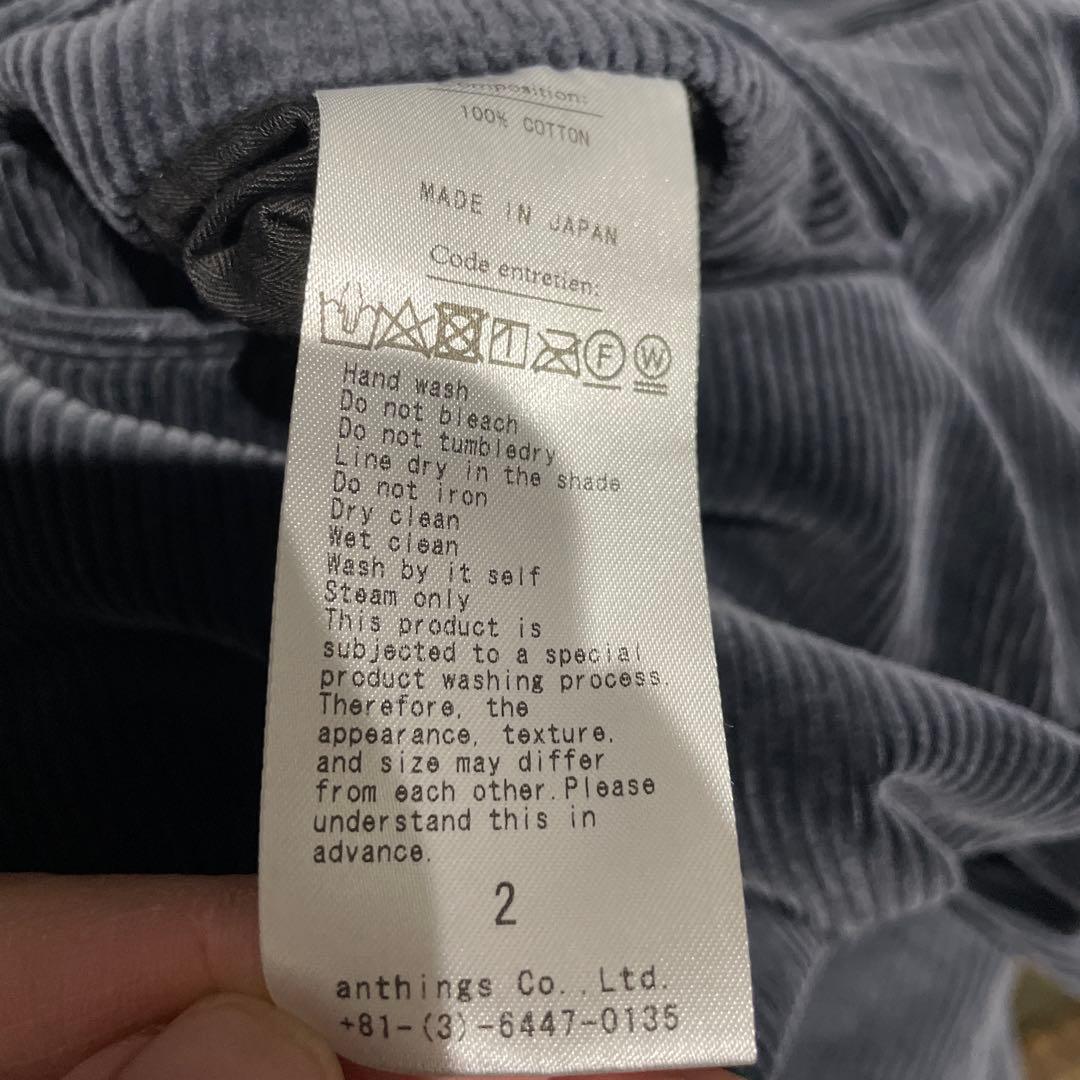 Composition:
100% COTTON
MADE IN JAPAN
Code entretien:
F W
Hand wash
Do not bleach
Do not tumbledry
Line dry in the shade
Do not iron
Dry clean
Wet clean
Wash by it self
Steam only
This product is
subjected to a special
product washing process.
Therefore, the
appearance, texture,
and size may differ
from each other.Please
understand this in
advance.
2
anthings Co.,Ltd.
+81-(3)-6447-0135